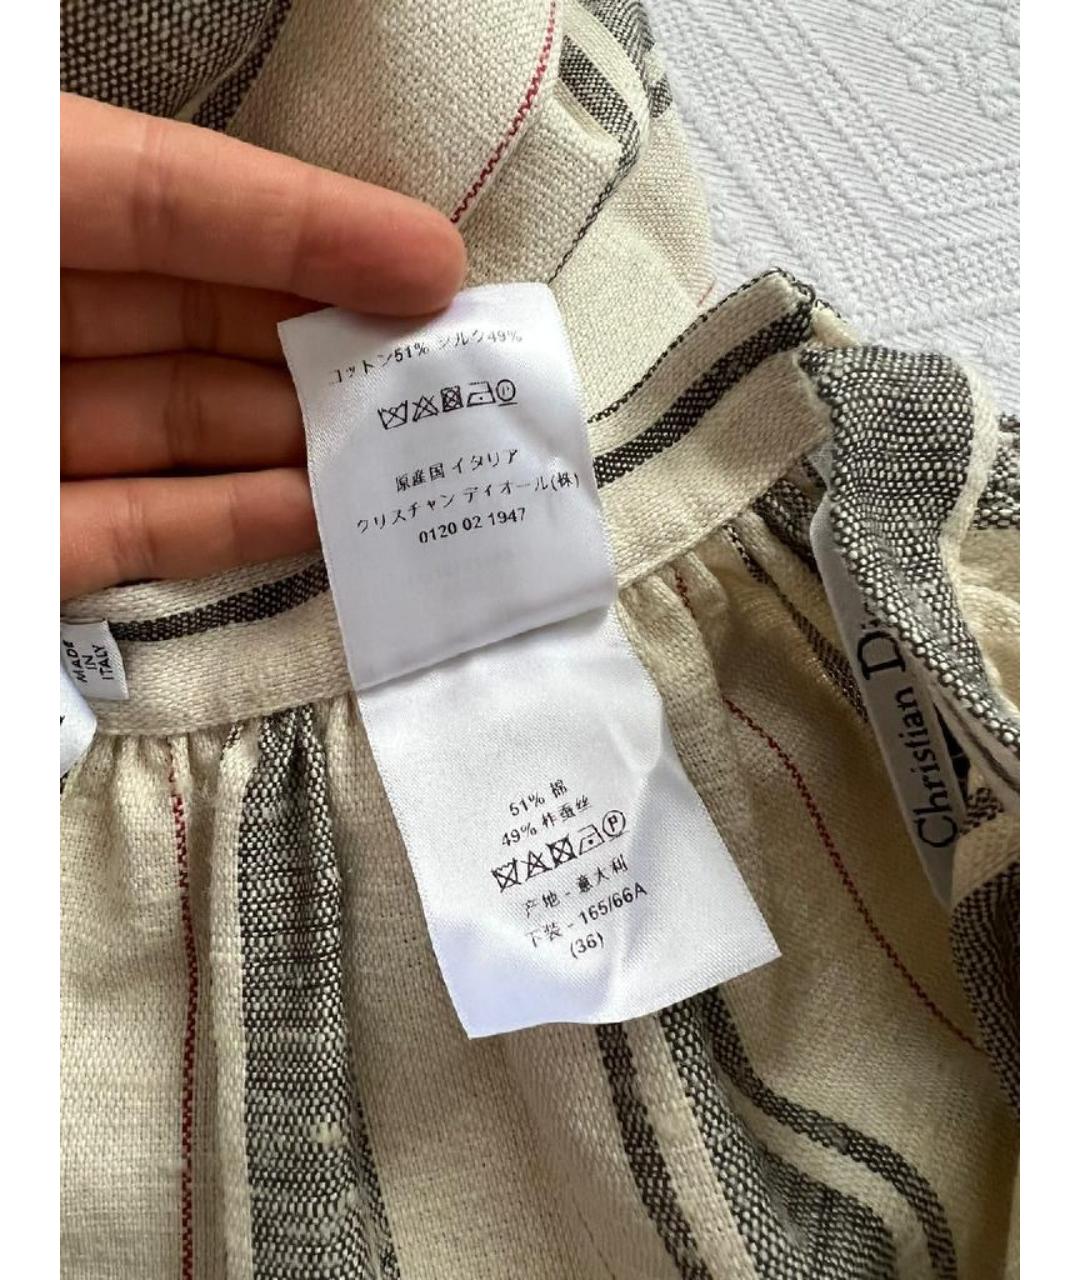 コットン51% シルク49%
原産国 イタリア
クリスチャン ディオール(株)
0120 02 1947
MADE
IN
ITALY
Christian Di
51% 棉
49% 柞蚕丝
P
产地 - 意大利
下装 - 165/66A
(36)